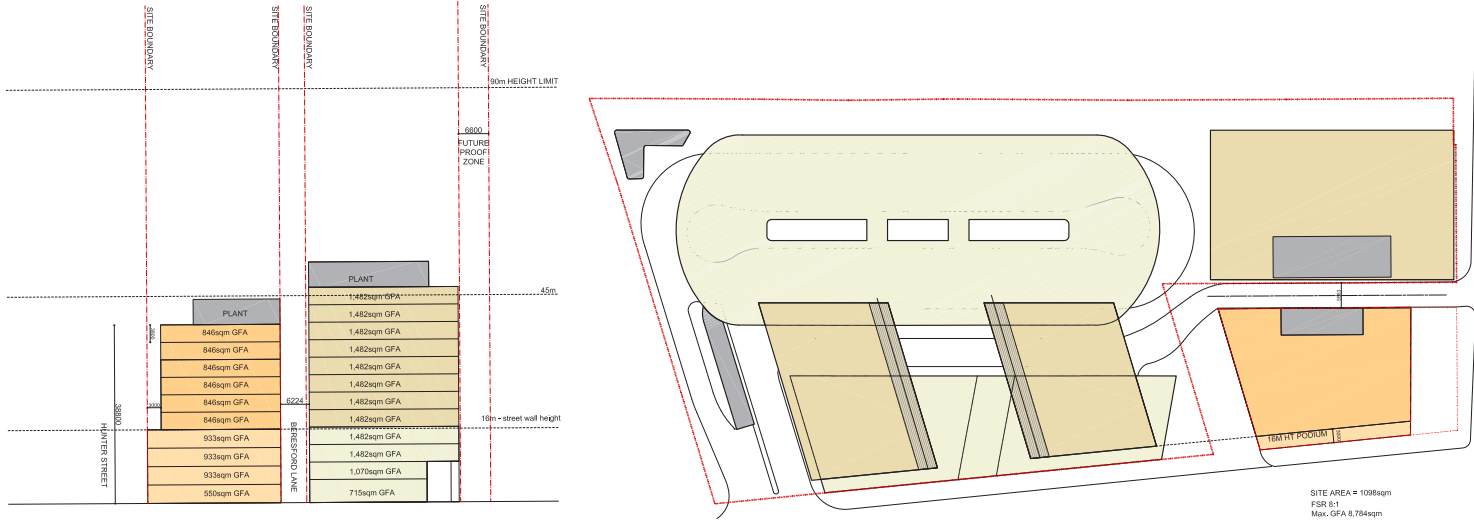 SITE BOUNDARY
SITE BOUNDARY
SITE BOUNDARY
SITE BOUNDARY
90m HEIGHT LIMIT
6600
FUTURE
PROOF
ZONE
PLANT
45m
PLANT
1,482sqm GFA
1,482sqm GFA
1,482sqm GFA
1,482sqm GFA
1,482sqm GFA
1,482sqm GFA
1,482sqm GFA
1,482sqm GFA
1,482sqm GFA
1,482sqm GFA
1,070sqm GFA
715sqm GFA
846sqm GFA
846sqm GFA
846sqm GFA
846sqm GFA
846sqm GFA
846sqm GFA
933sqm GFA
933sqm GFA
933sqm GFA
550sqm GFA
3000
6224
38800
HUNTER STREET
BERESFORD LANE
16m - street wall height
16M HT PODIUM
3000
SITE AREA = 1098sqm
FSR 8:1
Max. GFA 8,784sqm